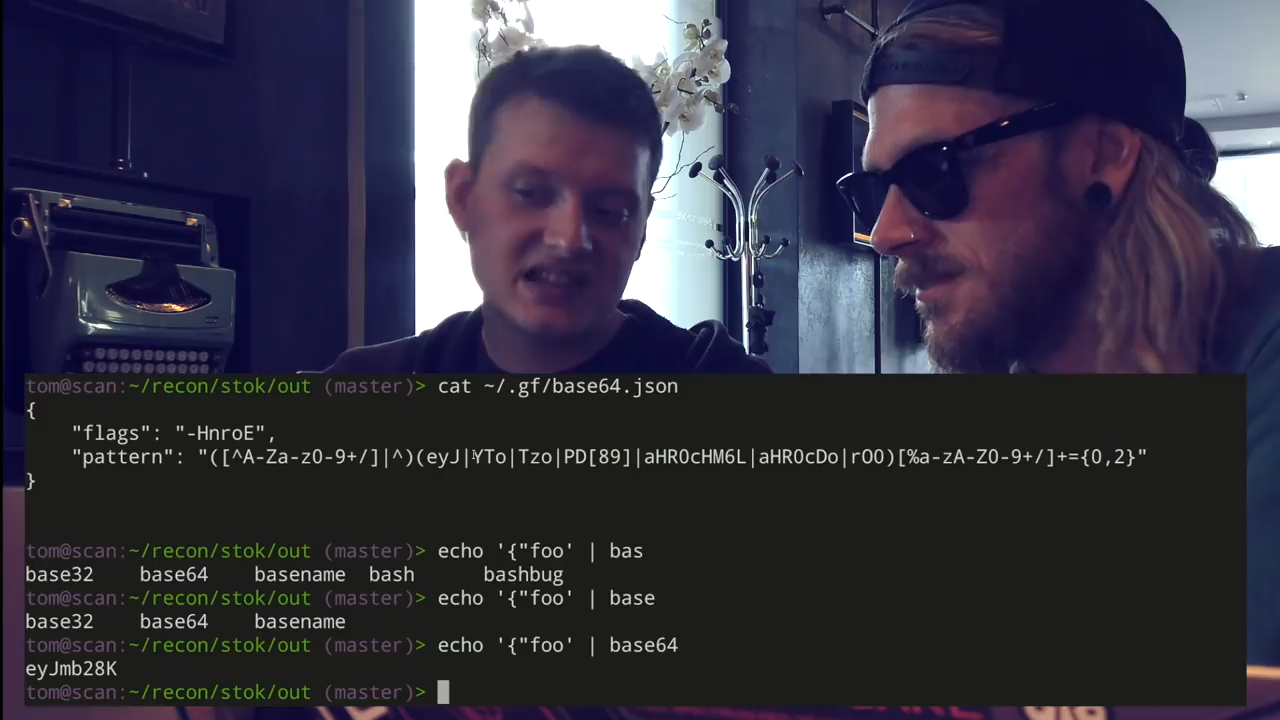 tom@scan:~/recon/stok/out (master)> cat ~/.gf/base64.json
{
    "flags": "-HnroE",
    "pattern": "([^A-Za-z0-9+/]|^)(eyJ|YTo|Tzo|PD[89]|aHR0cHM6L|aHR0cDo|rO0)[%a-zA-Z0-9+/]+={0,2}"
}
tom@scan:~/recon/stok/out (master)> echo '{"foo' | bas
base32    base64    basename  bash      bashbug
tom@scan:~/recon/stok/out (master)> echo '{"foo' | base
base32    base64    basename
tom@scan:~/recon/stok/out (master)> echo '{"foo' | base64
eyJmb28K
tom@scan:~/recon/stok/out (master)>